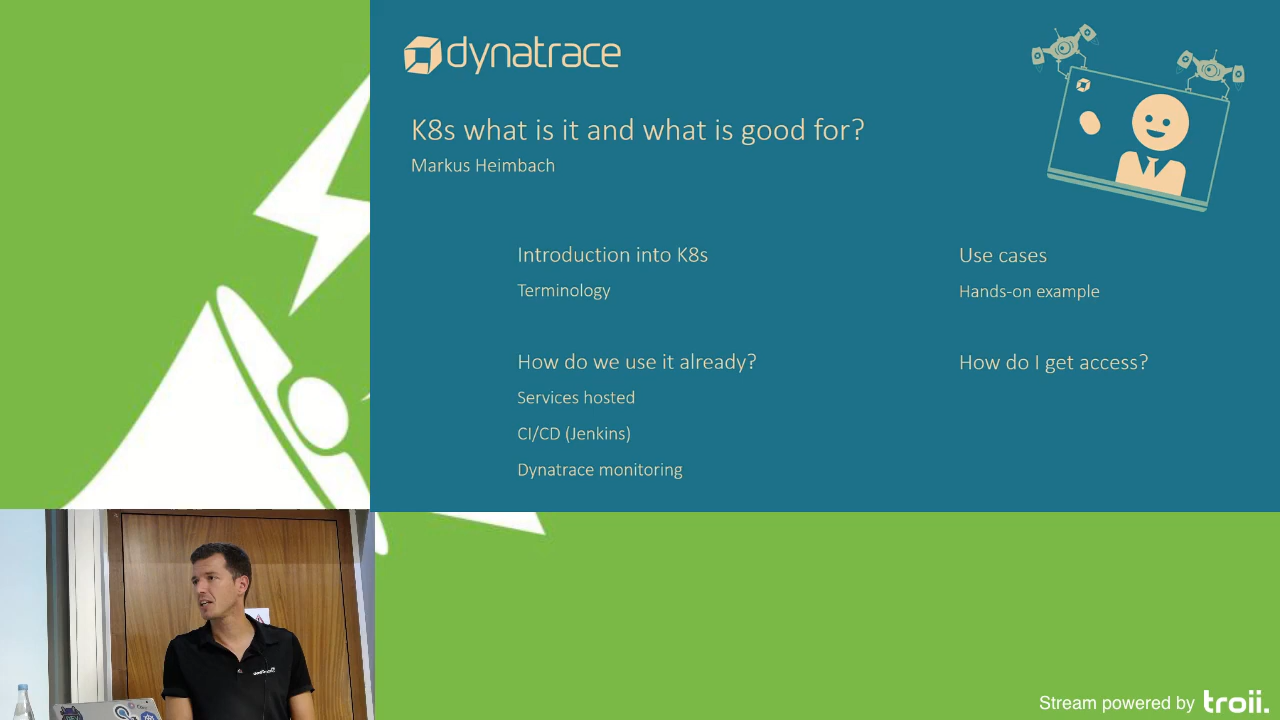 dynatrace
K8s what is it and what is good for?
Markus Heimbach
Introduction into K8s
Terminology
How do we use it already?
Services hosted
CI/CD (Jenkins)
Dynatrace monitoring
Use cases
Hands-on example
How do I get access?
Stream powered by troii.